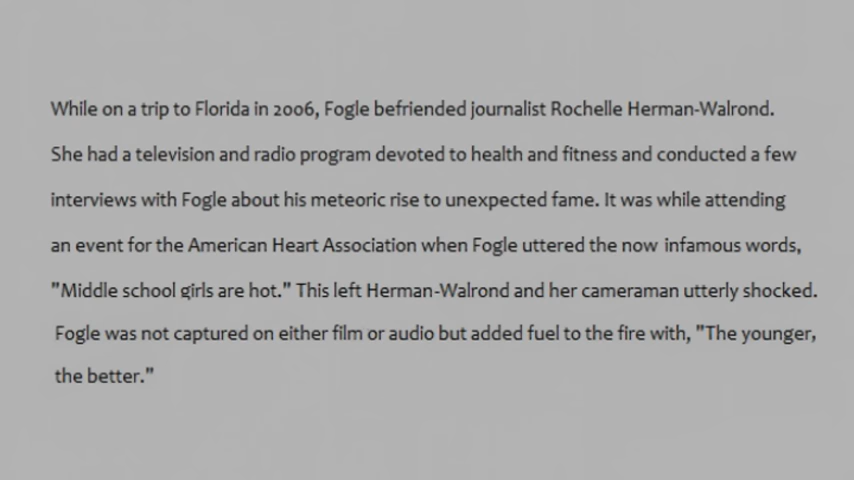 While on a trip to Florida in 2006, Fogle befriended journalist Rochelle Herman-Walrond.
She had a television and radio program devoted to health and fitness and conducted a few
interviews with Fogle about his meteoric rise to unexpected fame. It was while attending
an event for the American Heart Association when Fogle uttered the now infamous words,
"Middle school girls are hot." This left Herman-Walrond and her cameraman utterly shocked.
Fogle was not captured on either film or audio but added fuel to the fire with, "The younger,
the better."